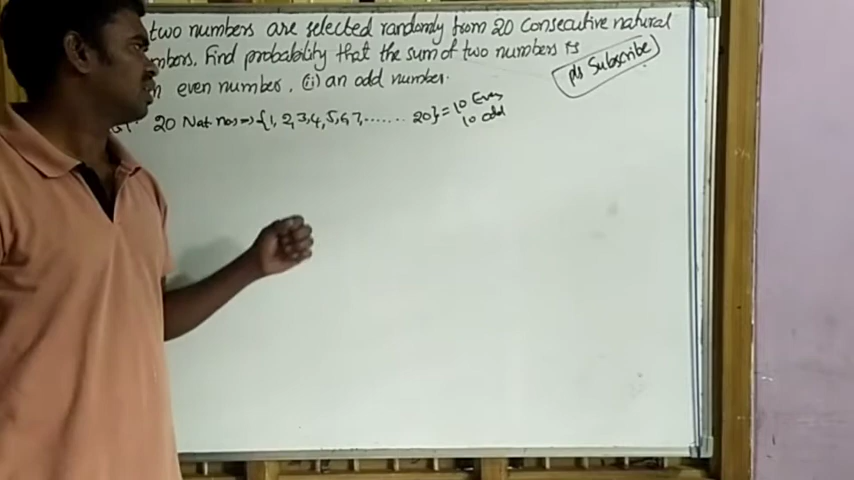 two numbers are selected randomly from 20 Consecutive natural
mbers. Find probability that the sum of two numbers is
n even number. (ii) an odd number.
pls Subscribe
20 Nat nos => {1, 2, 3, 4, 5, 6, 7, ....... 20} = 10 Even
10 odd